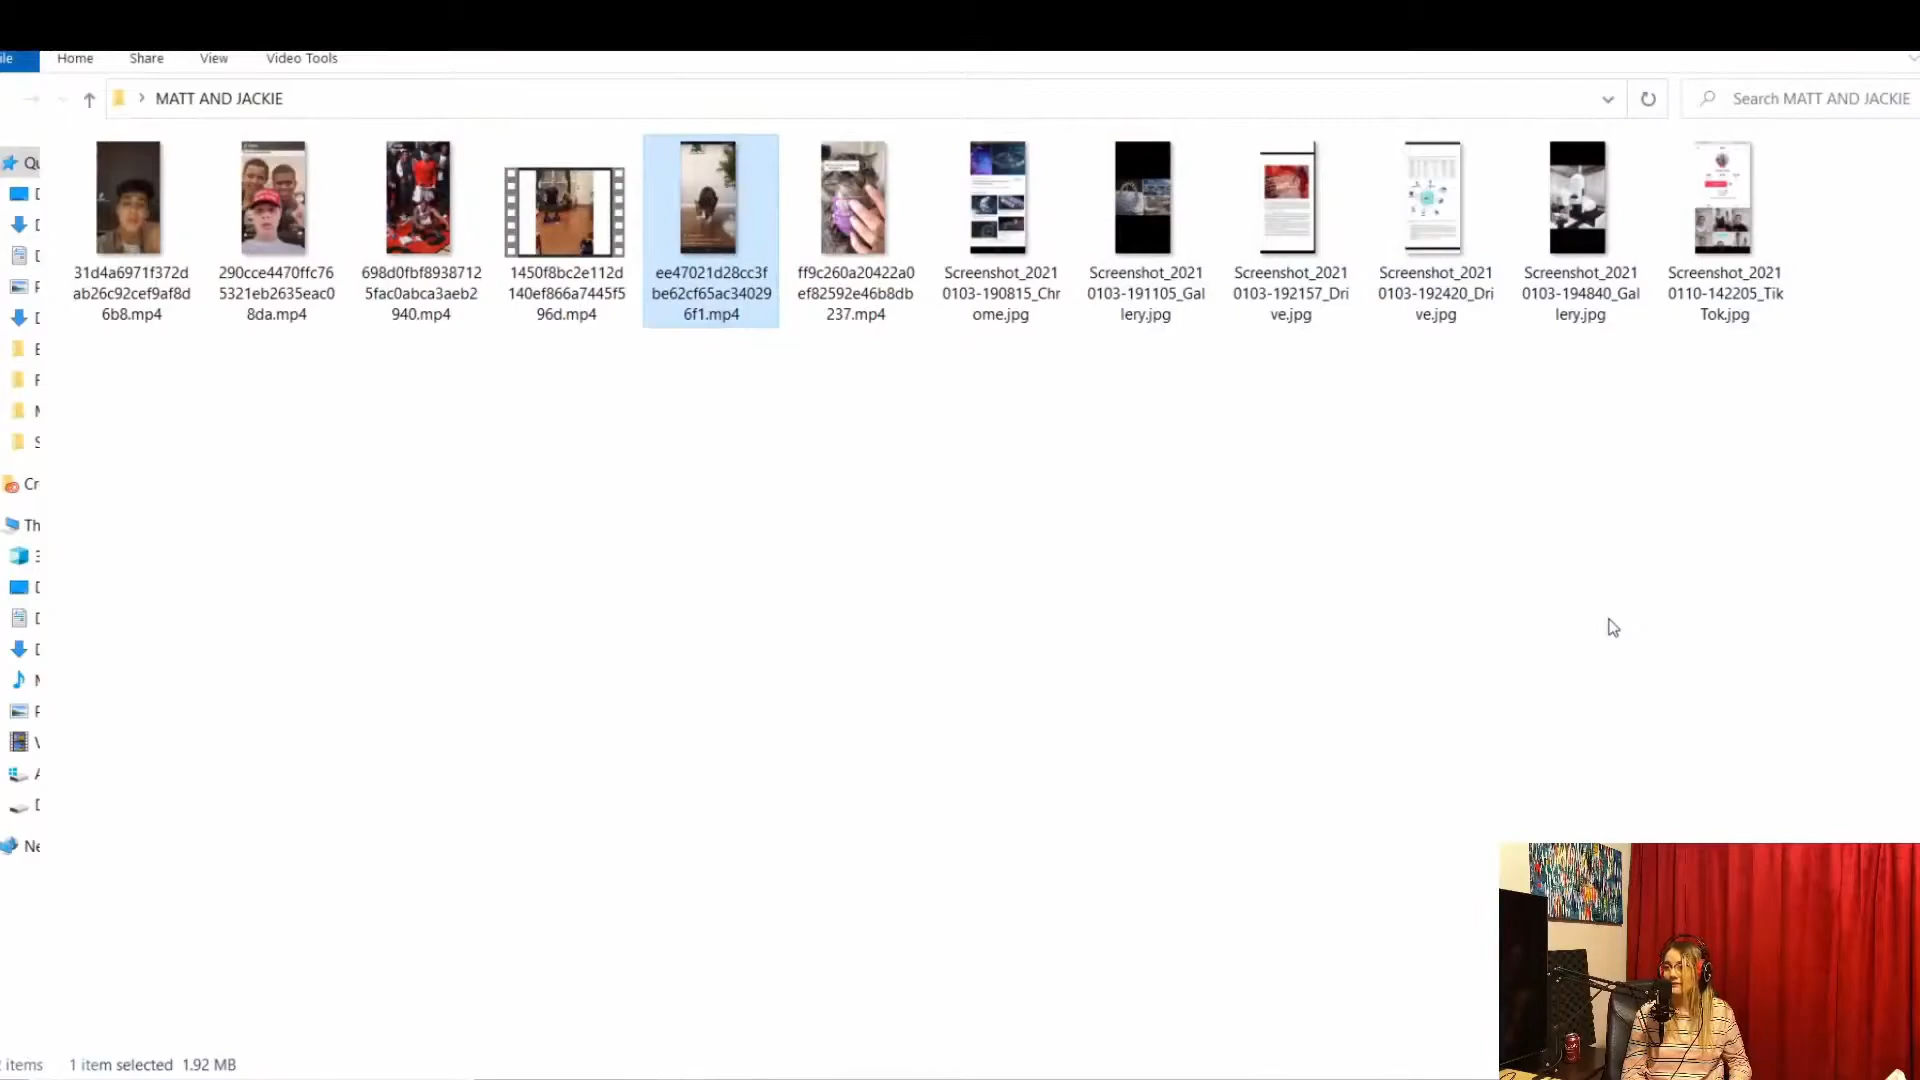 Home Share View Video Tools
MATT AND JACKIE
Search MATT AND JACKIE
31d4a6971f372d
ab26c92cef9af8d
6b8.mp4
290cce4470ffc76
5321eb2635eac0
8da.mp4
698d0fbf8938712
5fac0abca3aeb2
940.mp4
1450f8bc2e112d
140ef866a7445f5
96d.mp4
ee47021d28cc3f
be62cf65ac34029
6f1.mp4
ff9c260a20422a0
ef82592e46b8db
237.mp4
Screenshot_2021
0103-190815_Chr
ome.jpg
Screenshot_2021
0103-191105_Gal
lery.jpg
Screenshot_2021
0103-192157_Dri
ve.jpg
Screenshot_2021
0103-192420_Dri
ve.jpg
Screenshot_2021
0103-194840_Gal
lery.jpg
Screenshot_2021
0110-142205_Tik
Tok.jpg
Cr
Th
Ne
items 1 item selected 1.92 MB